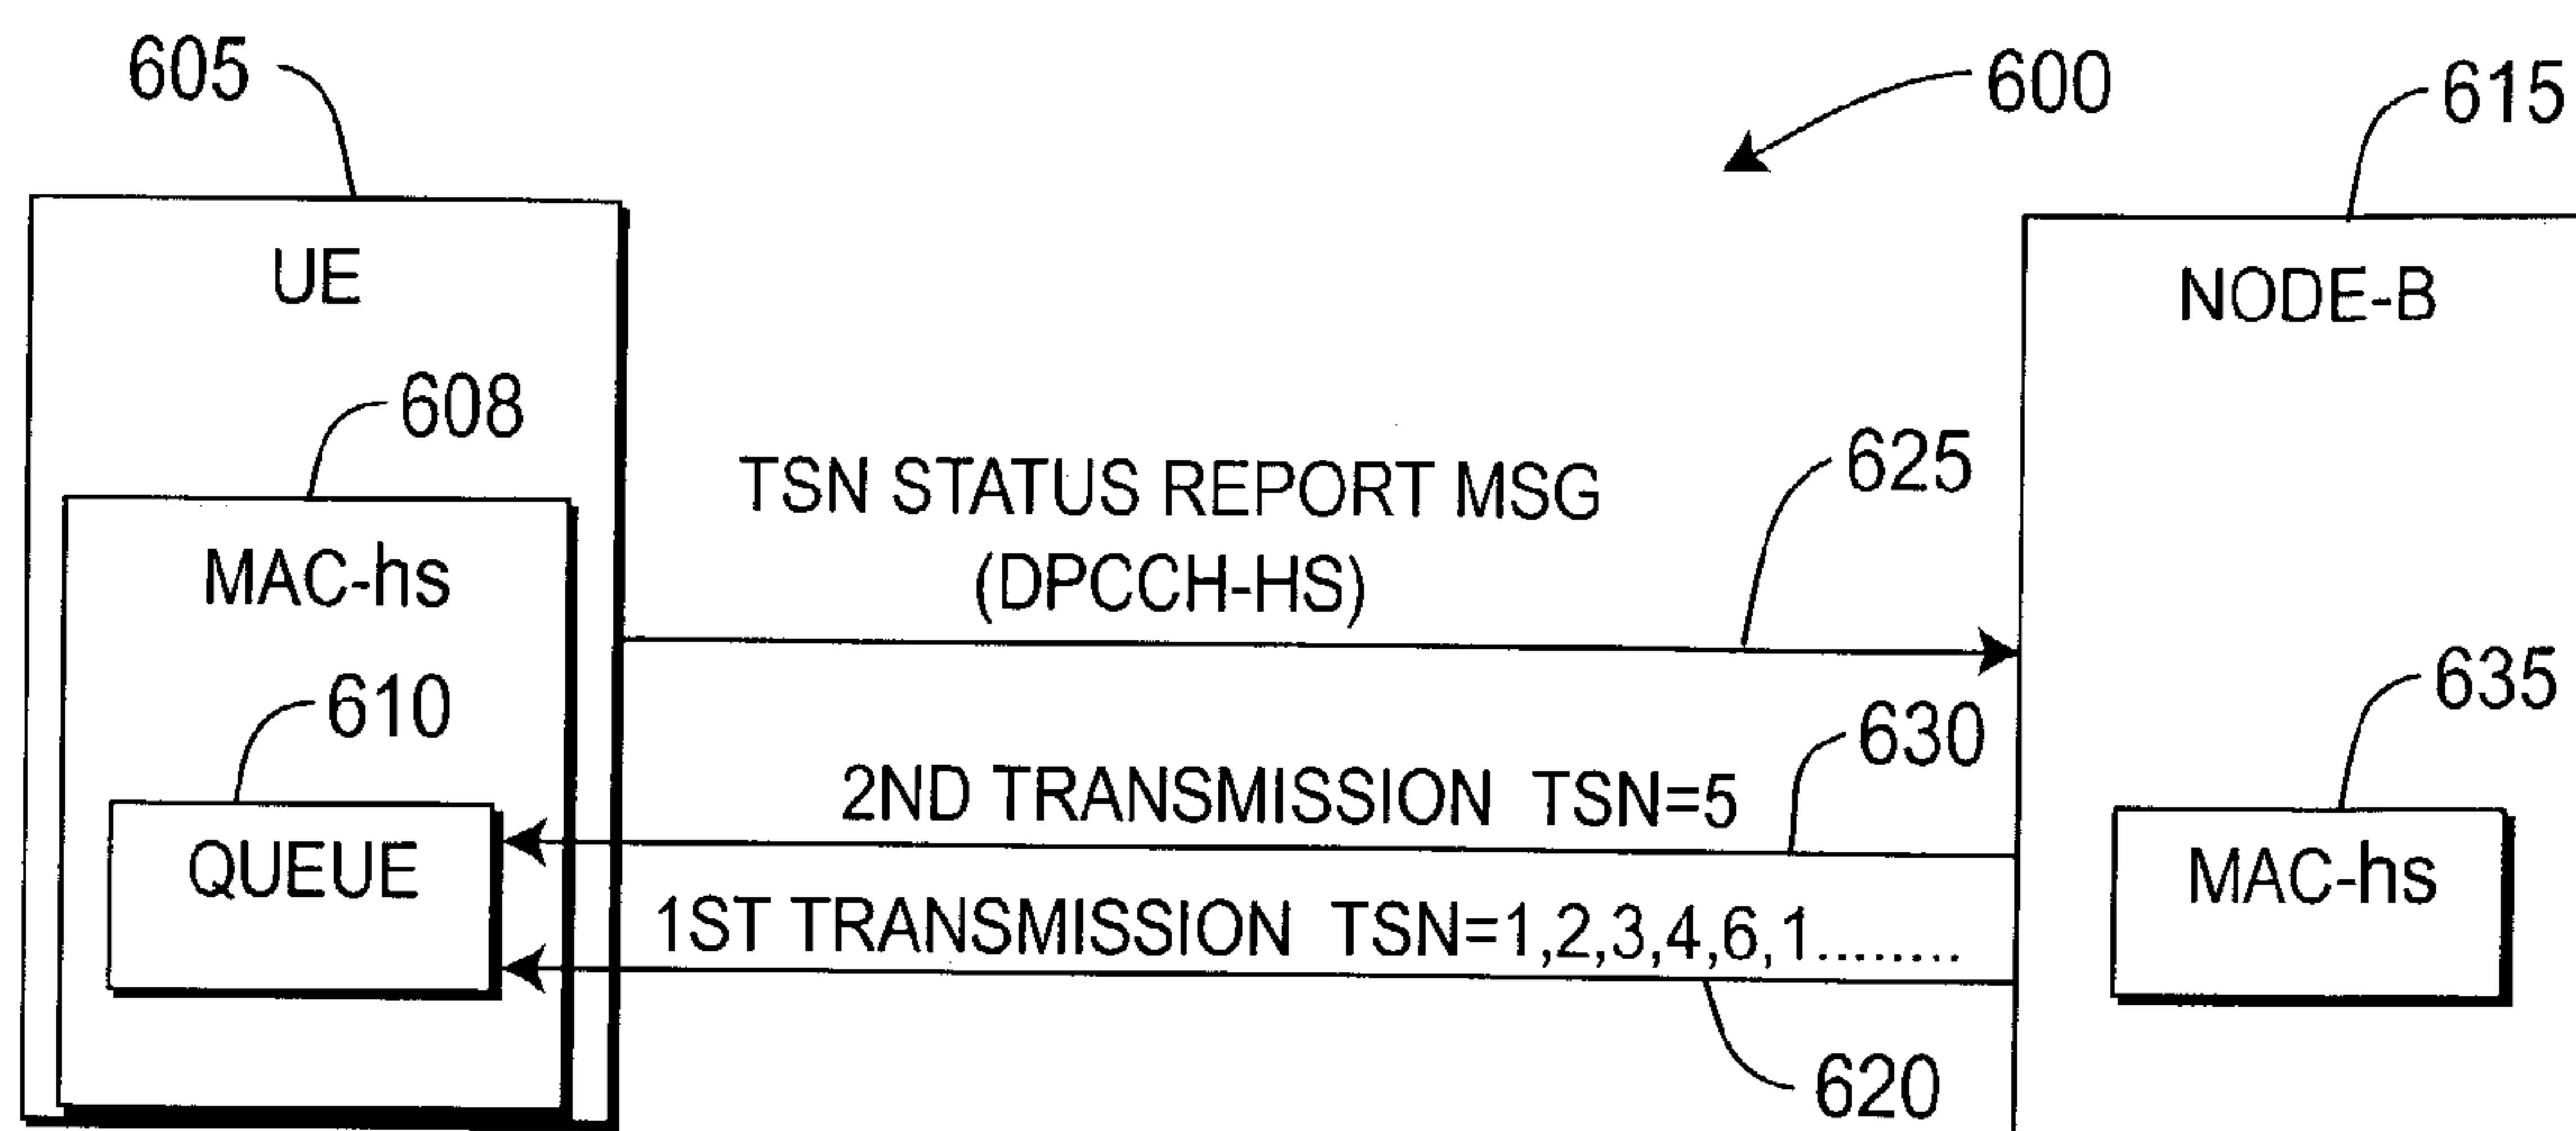 605
600
615
UE
NODE-B
608
TSN STATUS REPORT MSG
(DPCCH-HS)
625
MAC-hs
610
635
630
2ND TRANSMISSION TSN=5
QUEUE
MAC-hs
1ST TRANSMISSION TSN=1,2,3,4,6,1........
620